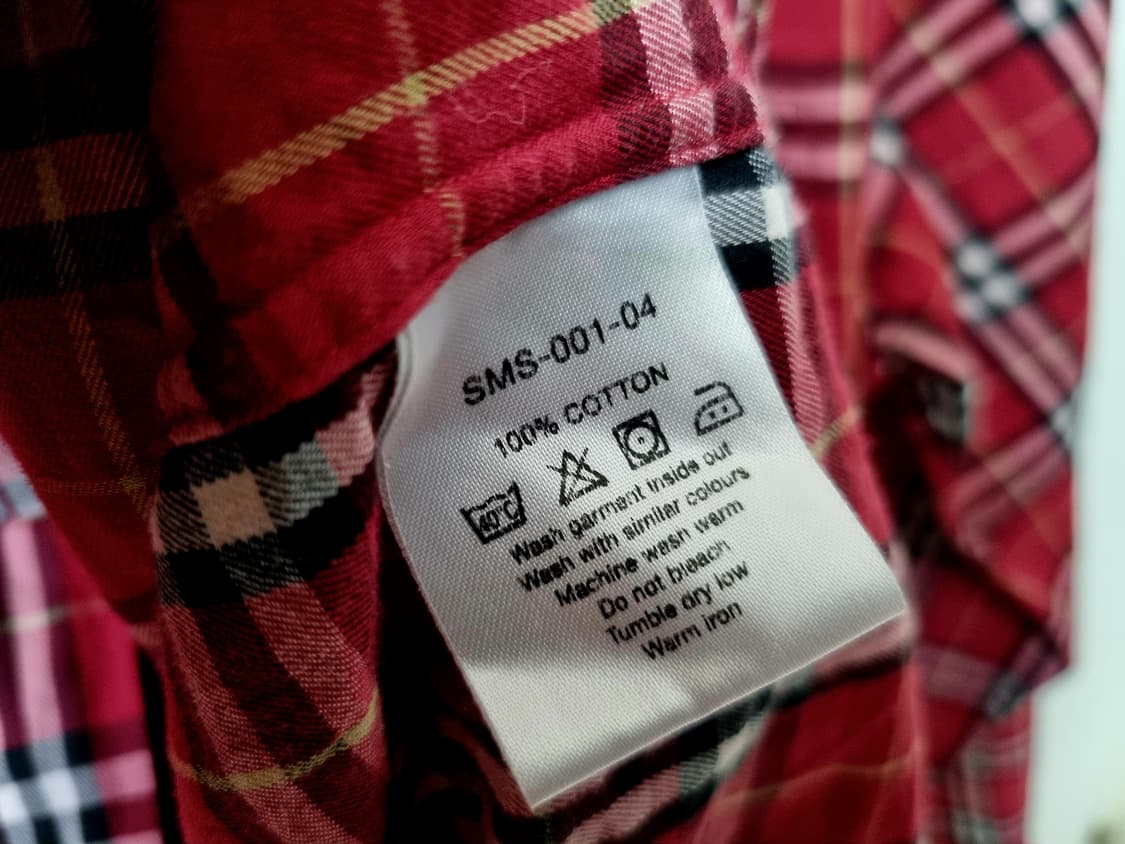 SMS-001-04
100% COTTON
40°C
Wash garment inside out
Wash with similar colours
Machine wash warm
Do not bleach
Tumble dry low
Warm iron